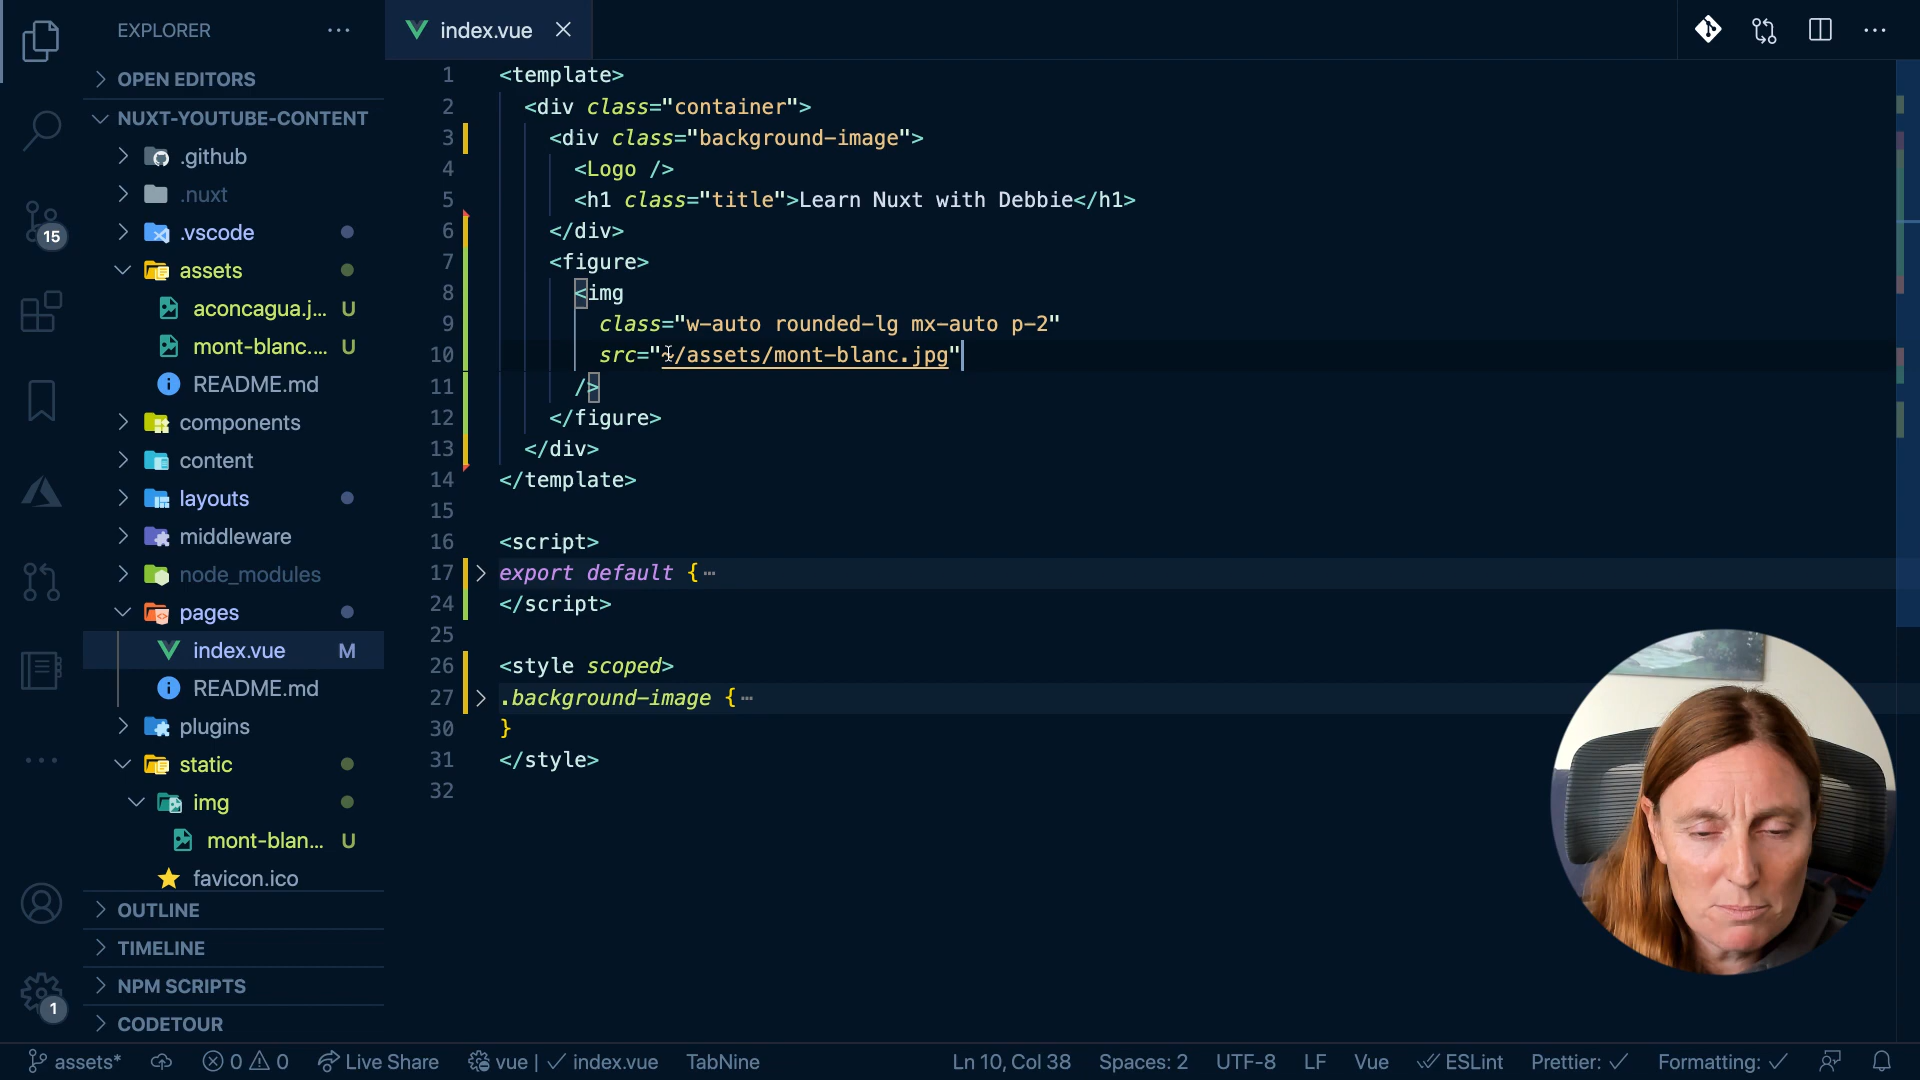 EXPLORER
index.vue
OPEN EDITORS
NUXT-YOUTUBE-CONTENT
.github
.nuxt
.vscode
assets
aconcagua.j... U
mont-blanc.... U
README.md
components
content
layouts
middleware
node_modules
pages
index.vue M
README.md
plugins
static
img
mont-blan... U
favicon.ico
OUTLINE
TIMELINE
NPM SCRIPTS
CODETOUR
15
1
1 <template>
2 <div class="container">
3 <div class="background-image">
4 <Logo />
5 <h1 class="title">Learn Nuxt with Debbie</h1>
6 </div>
7 <figure>
8 <img
9 class="w-auto rounded-lg mx-auto p-2"
10 src="~/assets/mont-blanc.jpg"
11 />
12 </figure>
13 </div>
14 </template>
15
16 <script>
17 export default { …
24 </script>
25
26 <style scoped>
27 .background-image { …
30 }
31 </style>
32
assets* 0 0 Live Share vue | index.vue TabNine Ln 10, Col 38 Spaces: 2 UTF-8 LF Vue ESLint Prettier: Formatting: